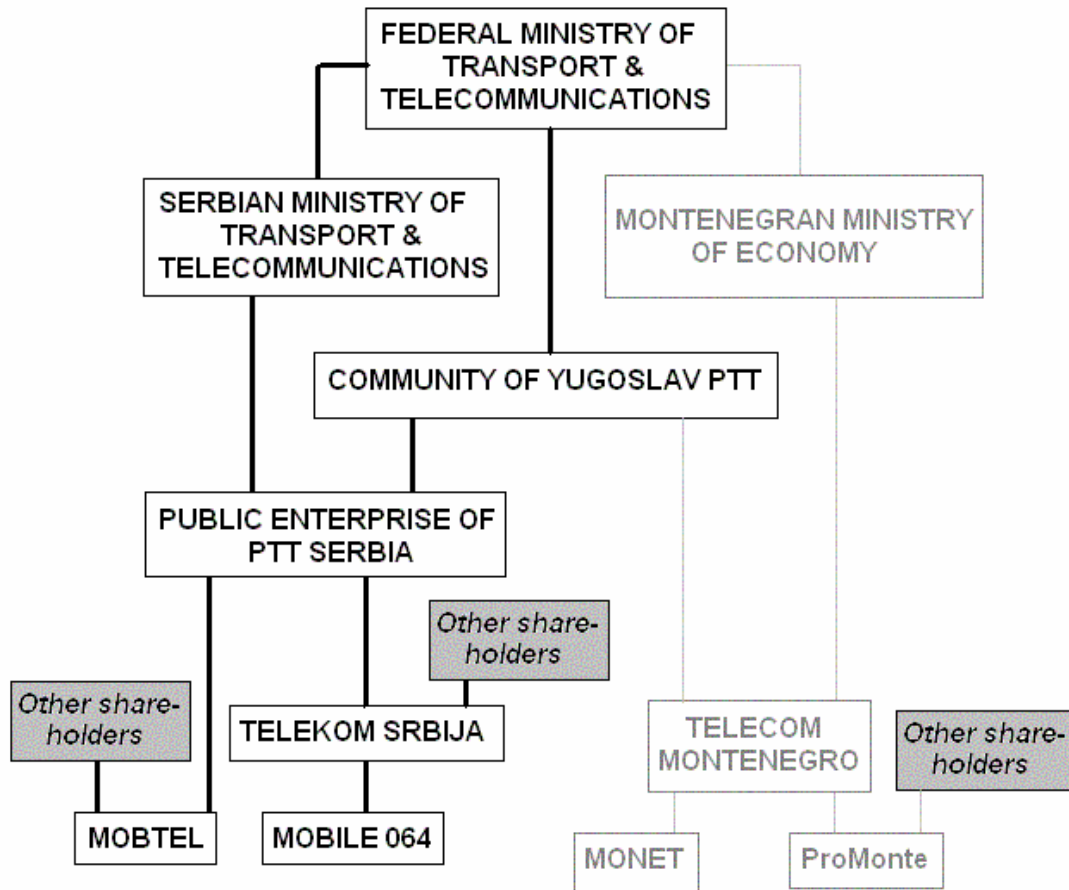 FEDERAL MINISTRY OF
TRANSPORT &
TELECOMMUNICATIONS
SERBIAN MINISTRY OF
TRANSPORT &
TELECOMMUNICATIONS
MONTENEGRAN MINISTRY
OF ECONOMY
COMMUNITY OF YUGOSLAV PTT
PUBLIC ENTERPRISE OF
PTT SERBIA
Other share-
holders
Other share-
holders
TELEKOM SRBIJA
TELECOM
MONTENEGRO
Other share-
holders
MOBTEL
MOBILE 064
MONET
ProMonte